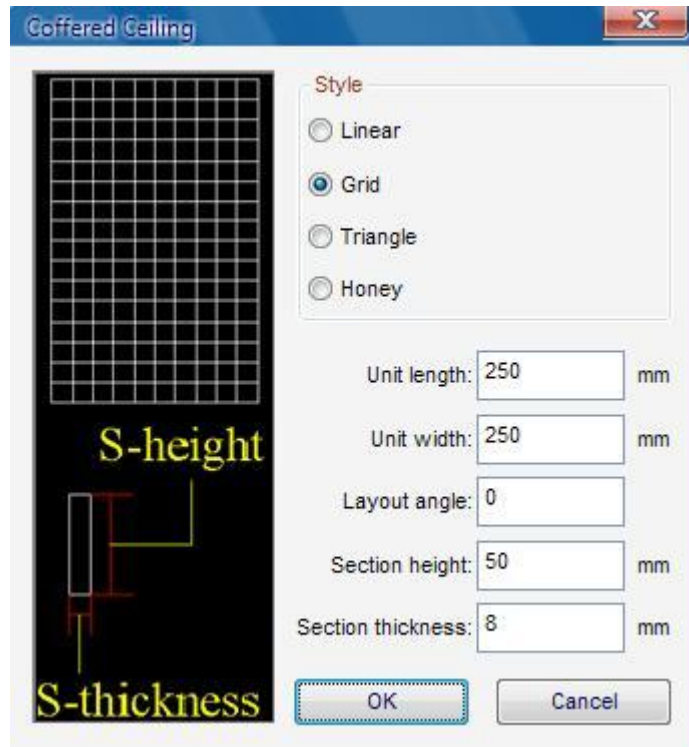 Coffered Ceiling
Style
Linear
Grid
Triangle
Honey
Unit length: 250 mm
Unit width: 250 mm
Layout angle: 0
Section height: 50 mm
Section thickness: 8 mm
S-height
S-thickness
OK Cancel